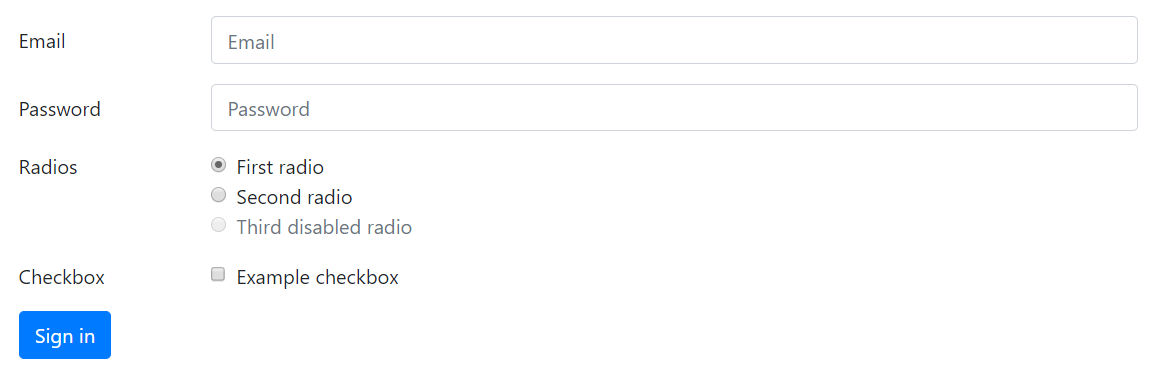 Email Email
Password Password
Radios First radio
Second radio
Third disabled radio
Checkbox Example checkbox
Sign in